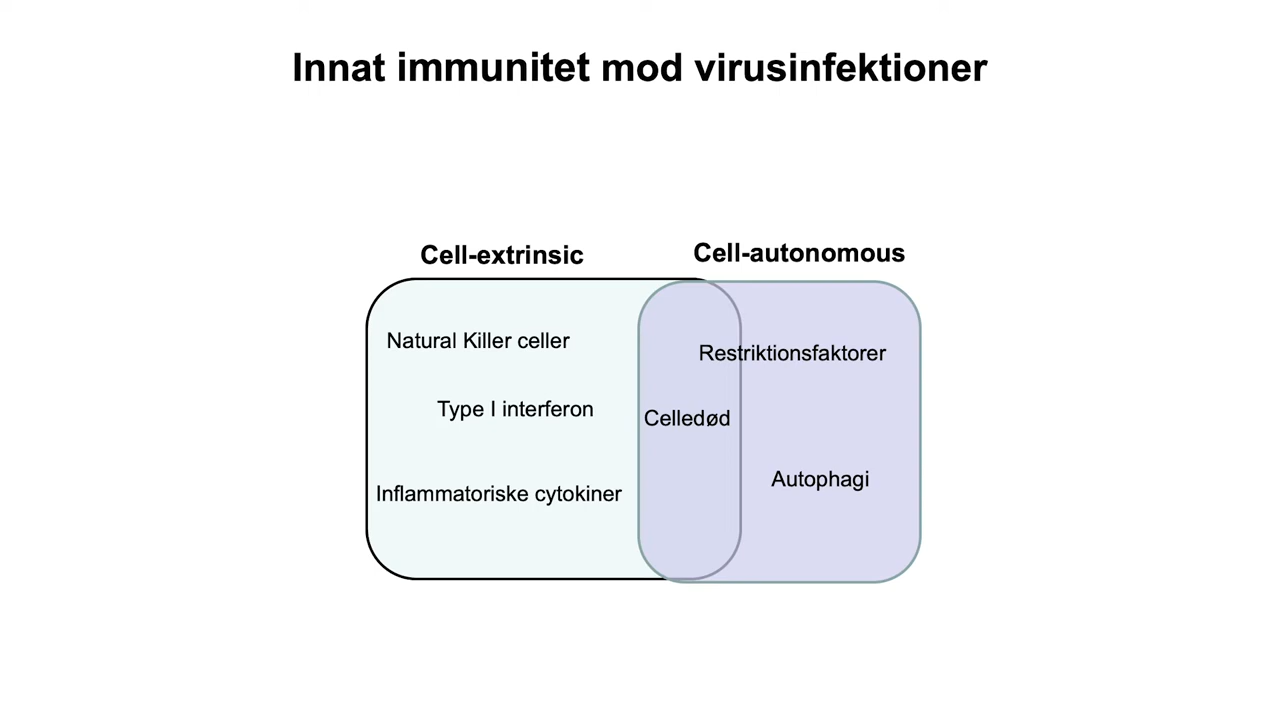 Innat immunitet mod virusinfektioner
Cell-extrinsic
Cell-autonomous
Natural Killer celler
Restriktionsfaktorer
Type I interferon
Celledød
Autophagi
Inflammatoriske cytokiner